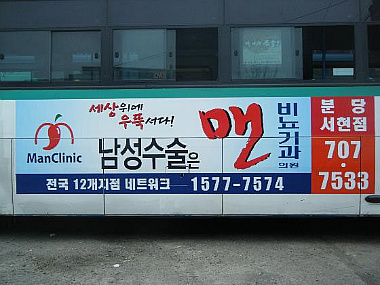 세상위에
우뚝서다!
ManClinic
남성수술은
맨
비뇨기과
의원
분당
서현점
707
·
7533
전국 12개지점 네트워크 1577-7574